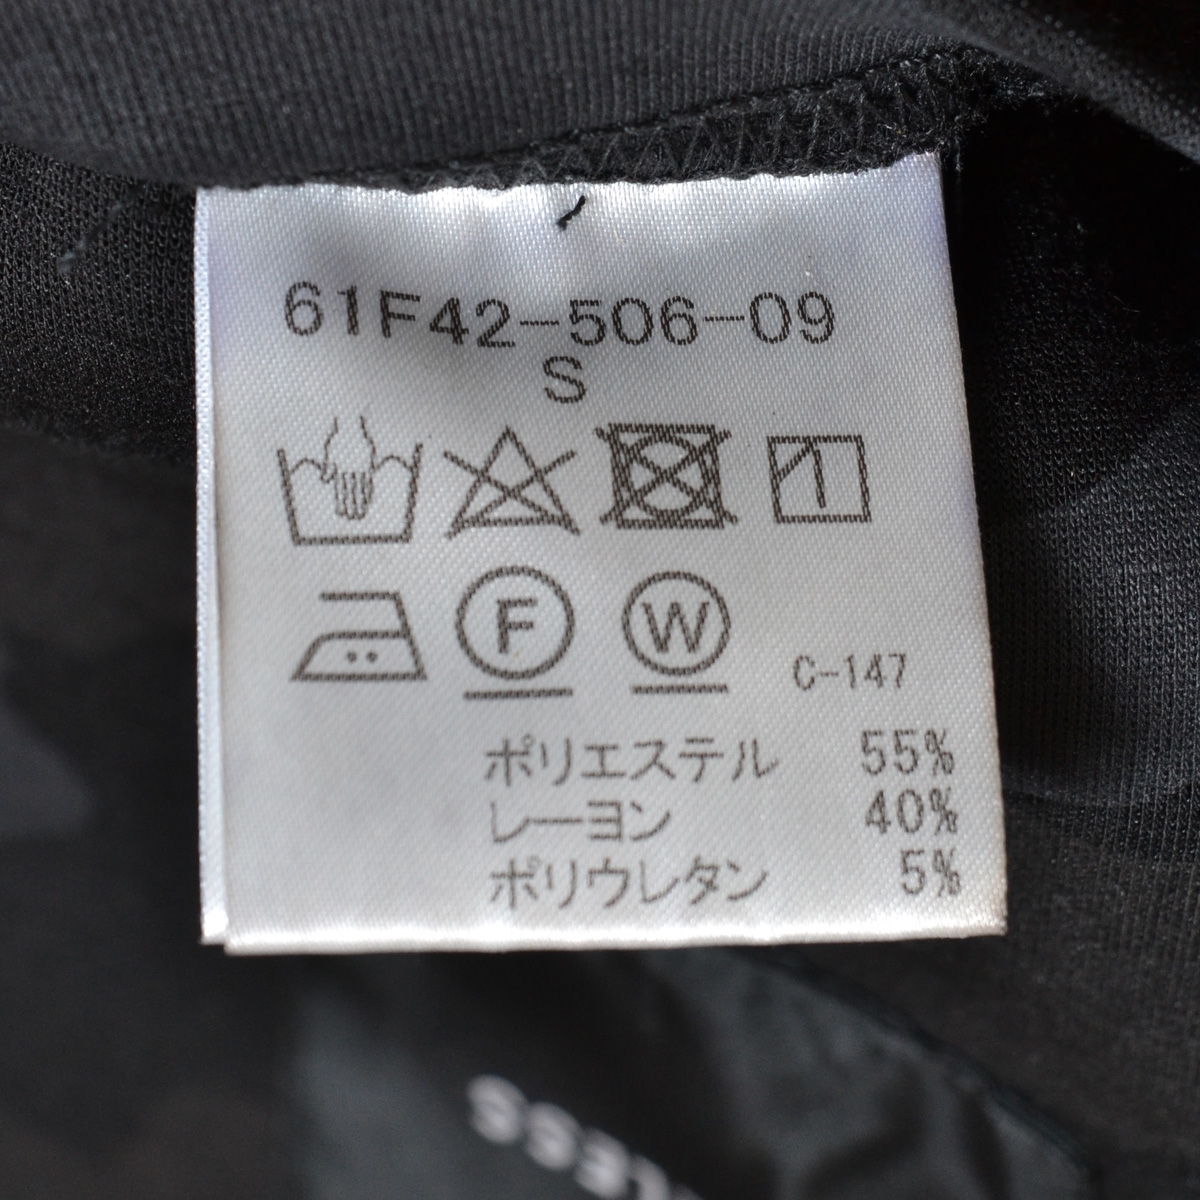 61F42-506-09
S
F W
C-147
ポリエステル 55%
レーヨン 40%
ポリウレタン 5%